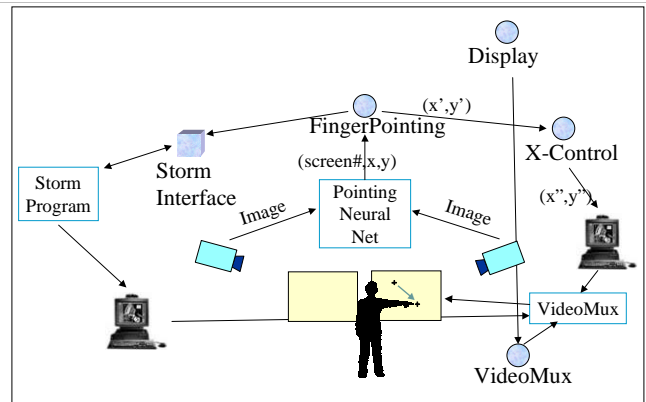 Display
(x’,y’)
FingerPointing
X-Control
(screen#,x,y)
Storm
Interface
Storm
Program
Pointing
Neural
Net
Image
Image
(x”,y”)
VideoMux
VideoMux